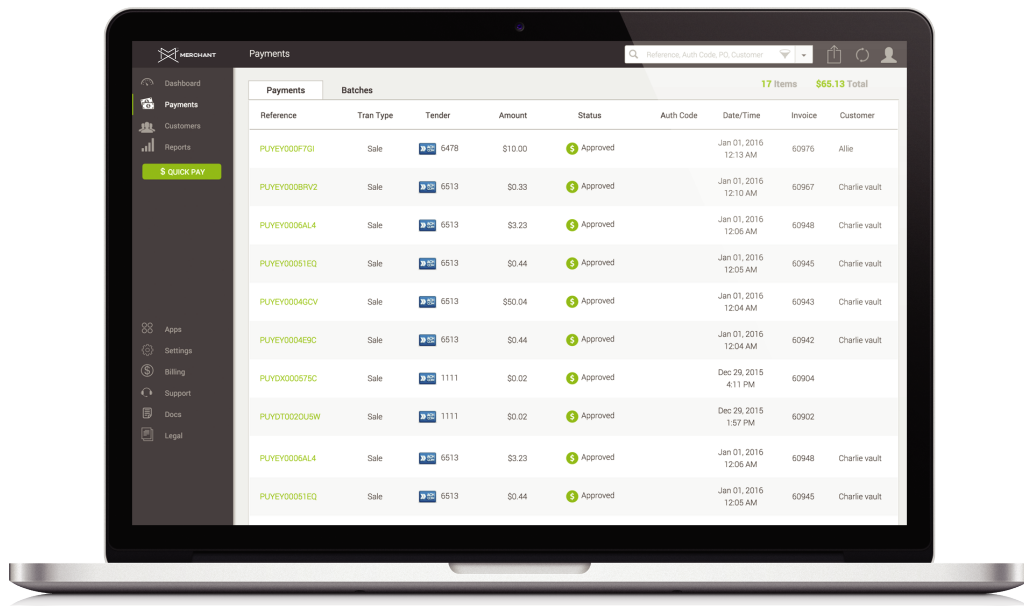 MERCHANT
Payments
Reference, Auth Code, PO, Customer
Dashboard
Payments
Customers
Reports
$ QUICK PAY
Apps
Settings
Billing
Support
Docs
Legal
Payments Batches
17 Items $65.13 Total
Reference Tran Type Tender Amount Status Auth Code Date/Time Invoice Customer
PUYEY000F7GI Sale 6478 $10.00 $ Approved Jan 01, 2016 12:13 AM 60976 Allie
PUYEY000BRV2 Sale 6513 $0.33 $ Approved Jan 01, 2016 12:10 AM 60967 Charlie vault
PUYEY0006AL4 Sale 6513 $3.23 $ Approved Jan 01, 2016 12:06 AM 60948 Charlie vault
PUYEY00051EQ Sale 6513 $0.44 $ Approved Jan 01, 2016 12:05 AM 60945 Charlie vault
PUYEY0004GCV Sale 6513 $50.04 $ Approved Jan 01, 2016 12:04 AM 60943 Charlie vault
PUYEY0004E9C Sale 6513 $0.44 $ Approved Jan 01, 2016 12:04 AM 60942 Charlie vault
PUYDX000575C Sale 1111 $0.02 $ Approved Dec 29, 2015 4:11 PM 60904
PUYDT0020U5W Sale 1111 $0.02 $ Approved Dec 29, 2015 1:57 PM 60902
PUYEY0006AL4 Sale 6513 $3.23 $ Approved Jan 01, 2016 12:06 AM 60948 Charlie vault
PUYEY00051EQ Sale 6513 $0.44 $ Approved Jan 01, 2016 12:05 AM 60945 Charlie vault